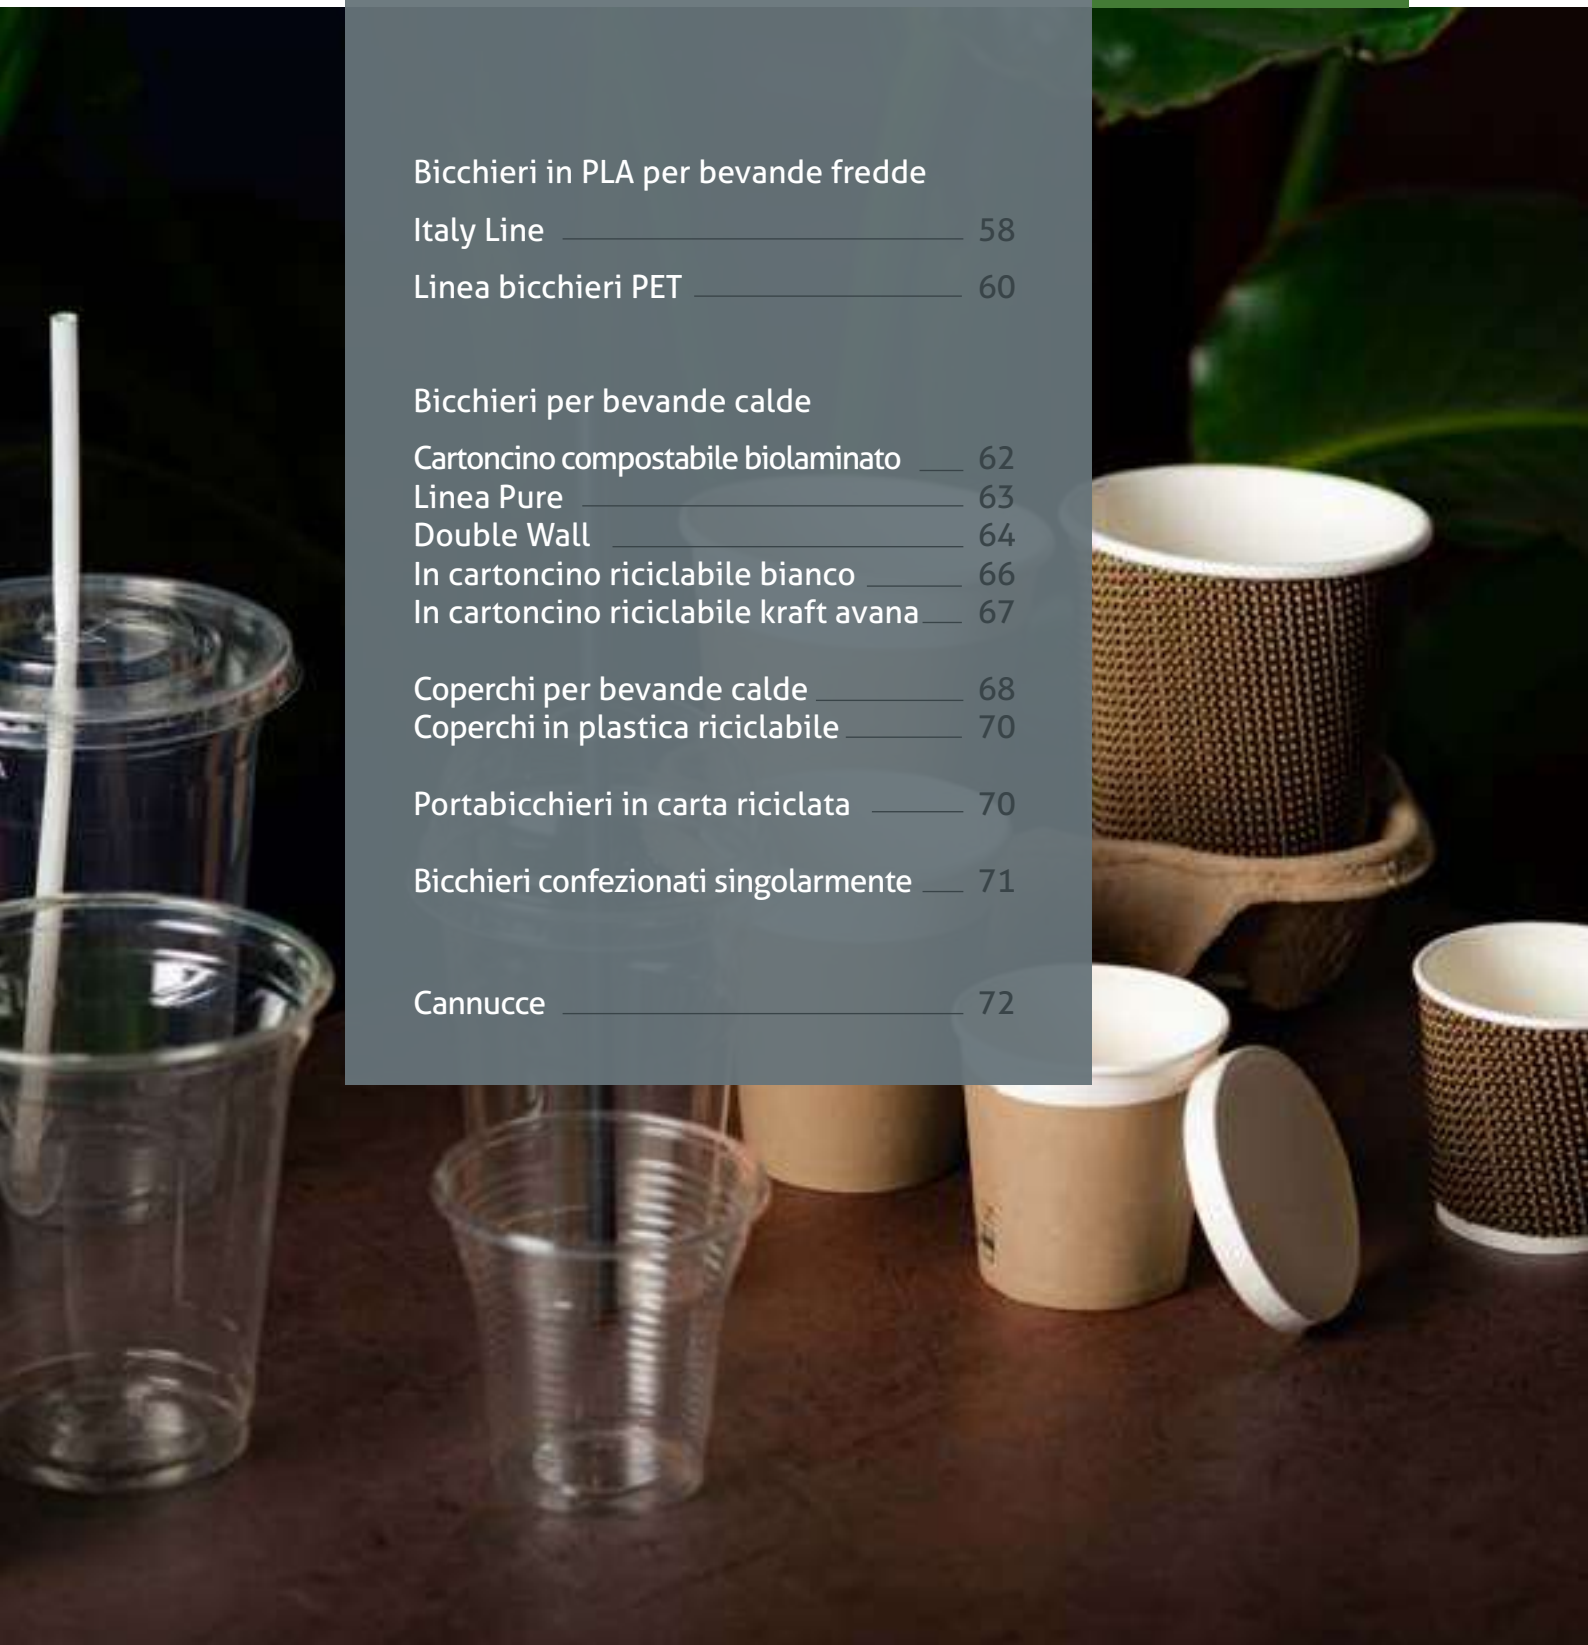 Bicchieri in PLA per bevande fredde
Italy Line 58
Linea bicchieri PET 60
Bicchieri per bevande calde
Cartoncino compostabile biolaminato 62
Linea Pure 63
Double Wall 64
In cartoncino riciclabile bianco 66
In cartoncino riciclabile kraft avana 67
Coperchi per bevande calde 68
Coperchi in plastica riciclabile 70
Portabicchieri in carta riciclata 70
Bicchieri confezionati singolarmente 71
Cannucce 72